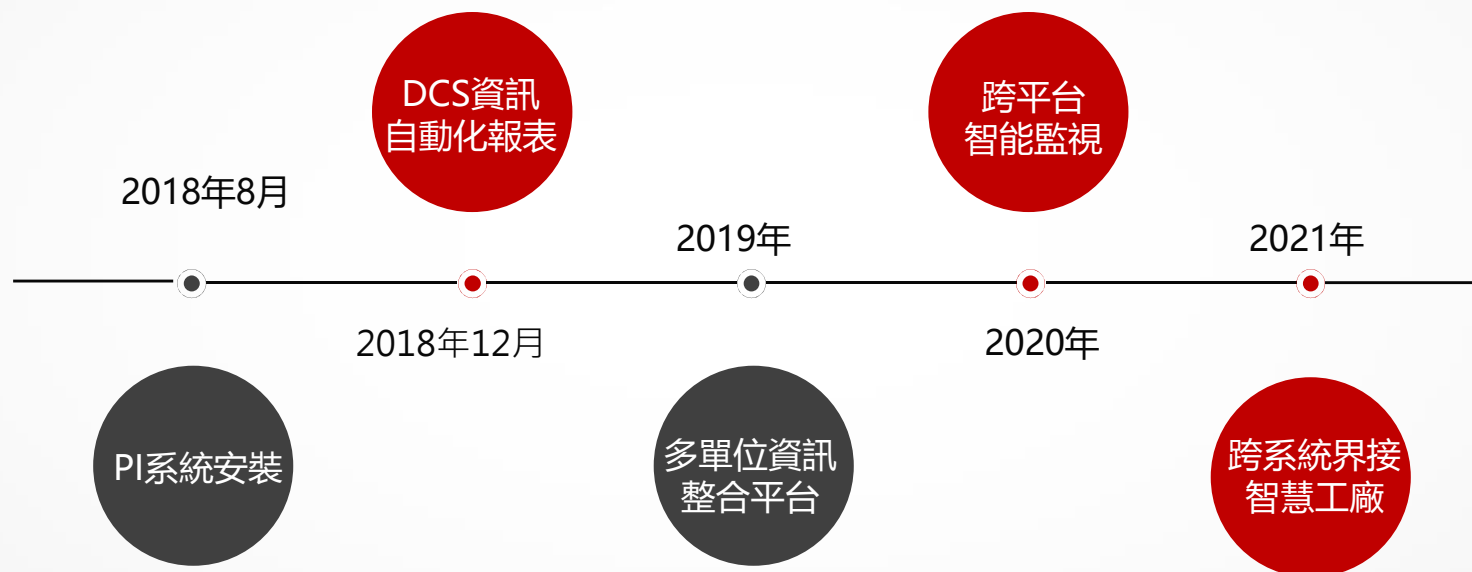 DCS資訊
自動化報表
跨平台
智能監視
2018年8月
2019年
2021年
2018年12月
2020年
PI系統安裝
多單位資訊
整合平台
跨系統界接
智慧工廠